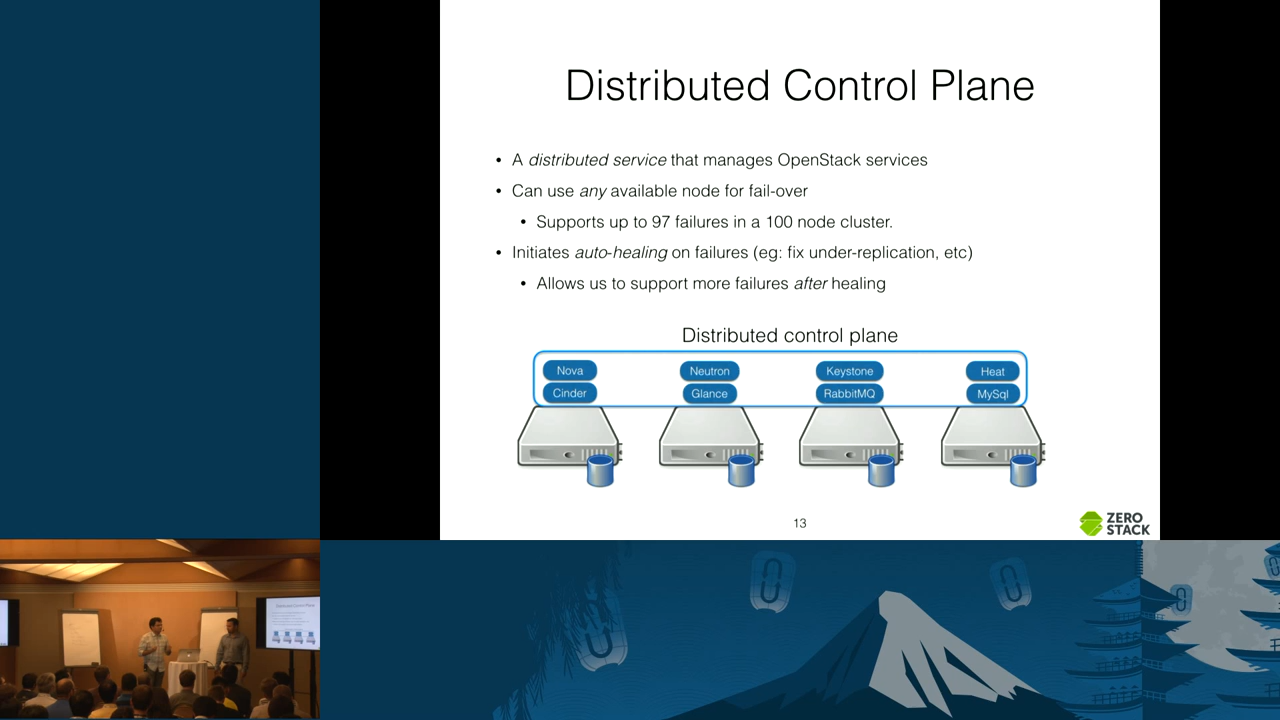 Distributed Control Plane
• A distributed service that manages OpenStack services
• Can use any available node for fail-over
• Supports up to 97 failures in a 100 node cluster.
• Initiates auto-healing on failures (eg: fix under-replication, etc)
• Allows us to support more failures after healing
Distributed control plane
Nova
Cinder
Neutron
Glance
Keystone
RabbitMQ
Heat
MySql
13
ZERO
STACK
Distributed Control Plane